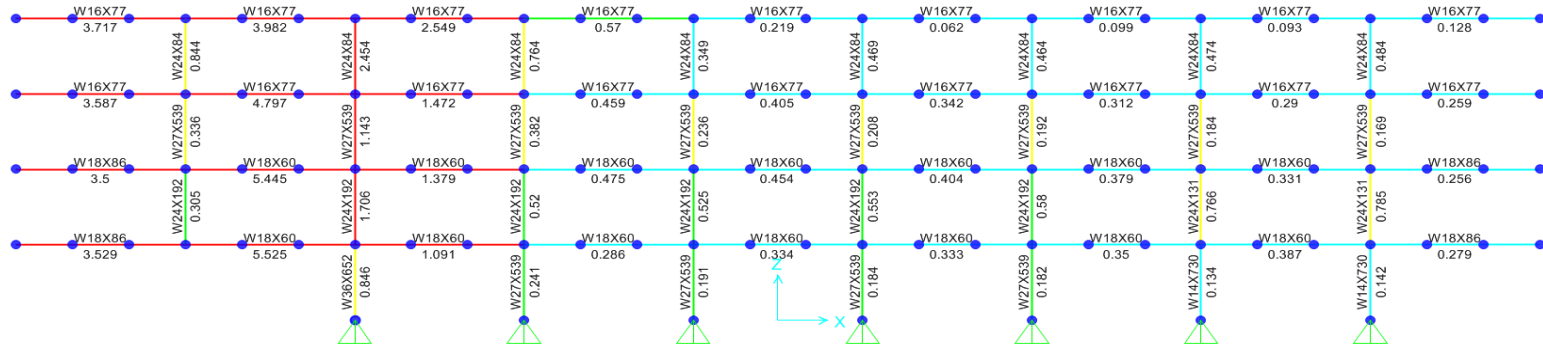 W16X77 W16X77 W16X77 W16X77 W16X77 W16X77 W16X77 W16X77 W16X77
3.717 3.982 2.549 0.57 0.219 0.062 0.099 0.093 0.128
W24X84 W24X84 W24X84 W24X84 W24X84 W24X84 W24X84 W24X84
0.844 2.454 0.764 0.349 0.469 0.464 0.474 0.484
W16X77 W16X77 W16X77 W16X77 W16X77 W16X77 W16X77 W16X77 W16X77
3.587 4.797 1.472 0.459 0.405 0.342 0.312 0.29 0.259
W27X539 W27X539 W27X539 W27X539 W27X539 W27X539 W27X539 W27X539
0.336 1.143 0.382 0.236 0.208 0.192 0.184 0.169
W18X86 W18X60 W18X60 W18X60 W18X60 W18X60 W18X60 W18X60 W18X86
3.5 5.445 1.379 0.475 0.454 0.404 0.379 0.331 0.256
W24X192 W24X192 W24X192 W24X192 W24X192 W24X192 W24X131 W24X131
0.305 1.706 0.52 0.525 0.553 0.58 0.766 0.785
W18X86 W18X60 W18X60 W18X60 W18X60 W18X60 W18X60 W18X60 W18X86
3.529 5.525 1.091 0.286 0.334 0.333 0.35 0.387 0.279
W36X652 W27X539 W27X539 W27X539 W27X539 W14X730 W14X730
0.846 0.241 0.191 0.184 0.182 0.134 0.142
Z
X